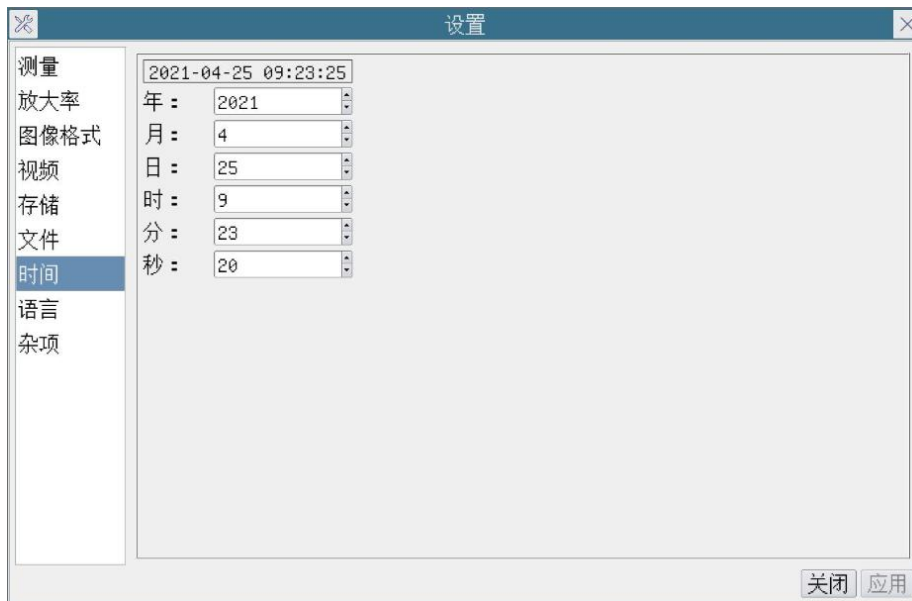 设置
测量
放大率
图像格式
视频
存储
文件
时间
语言
杂项
2021-04-25 09:23:25
年： 2021
月： 4
日： 25
时： 9
分： 23
秒： 20
关闭 应用